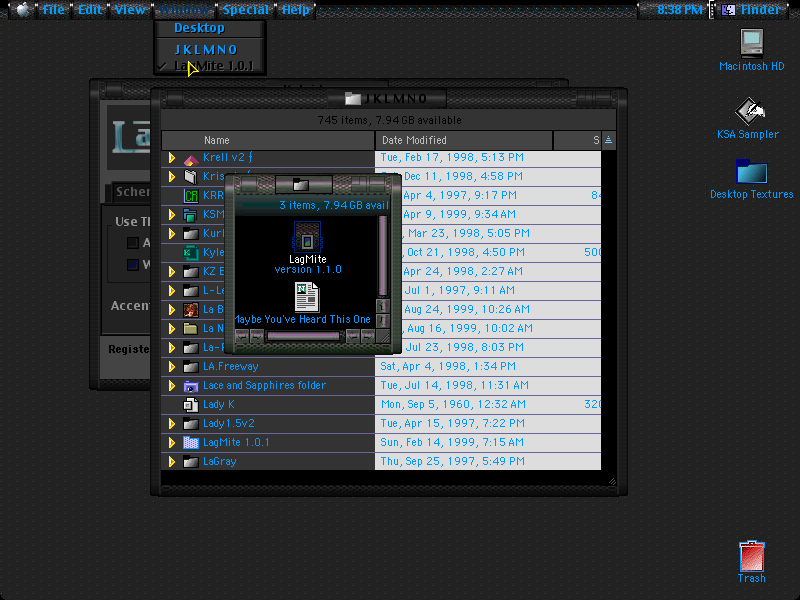 File Edit View Window Special Help
8:38 PM Finder
Desktop
JKLMNO
✓ LagMite 1.0.1
Macintosh HD
KSA Sampler
Desktop Textures
Trash
JKLMNO
745 items, 7.94 GB available
Name Date Modified S
Krell v2 ƒ Tue, Feb 17, 1998, 5:13 PM
Dec 11, 1998, 4:58 PM
KRR Apr 4, 1997, 9:17 PM
KSM Apr 9, 1999, 9:34 AM
Mar 23, 1998, 5:05 PM
Kyle Oct 21, 1998, 4:50 PM 500
KZ E Apr 24, 1998, 2:27 AM
L-Le Jul 1, 1997, 9:11 AM
La B Aug 24, 1999, 10:26 AM
La N Aug 16, 1999, 10:02 AM
Jul 23, 1998, 8:03 PM
LA.Freeway Sat, Apr 4, 1998, 1:34 PM
Lace and Sapphires folder Tue, Jul 14, 1998, 11:31 AM
Lady K Mon, Sep 5, 1960, 12:32 AM 320
Lady1.5v2 Tue, Apr 15, 1997, 7:22 PM
LagMite 1.0.1 Sun, Feb 14, 1999, 7:15 AM
LaGray Thu, Sep 25, 1997, 5:49 PM
3 items, 7.94 GB avail
LagMite
version 1.1.0
Maybe You've Heard This One
La
Scher
Use Th
A
W
Accent
Registe